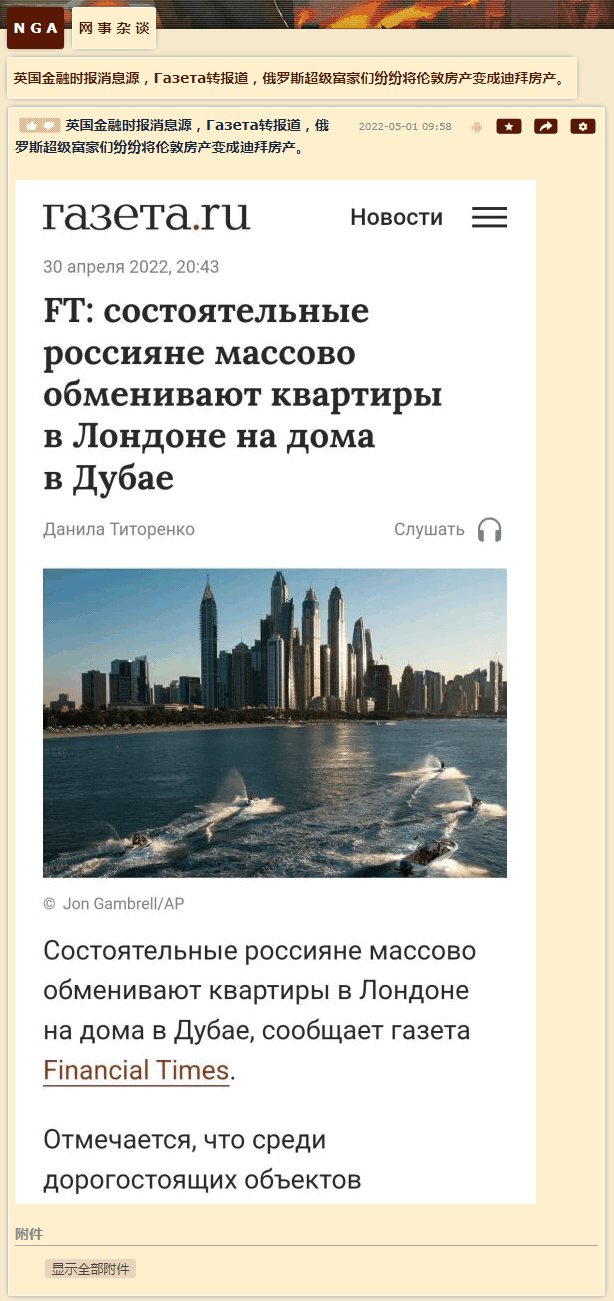 NGA 网事杂谈
英国金融时报消息源，Газета转报道，俄罗斯超级富家们纷纷将伦敦房产变成迪拜房产。
英国金融时报消息源，Газета转报道，俄 2022-05-01 09:58
罗斯超级富家们纷纷将伦敦房产变成迪拜房产。
газета.ru Новости
30 апреля 2022, 20:43
FT: состоятельные
россияне массово
обменивают квартиры
в Лондоне на дома
в Дубае
Данила Титоренко Слушать
© Jon Gambrell/AP
Состоятельные россияне массово
обменивают квартиры в Лондоне
на дома в Дубае, сообщает газета
Financial Times.
Отмечается, что среди
дорогостоящих объектов
附件
显示全部附件